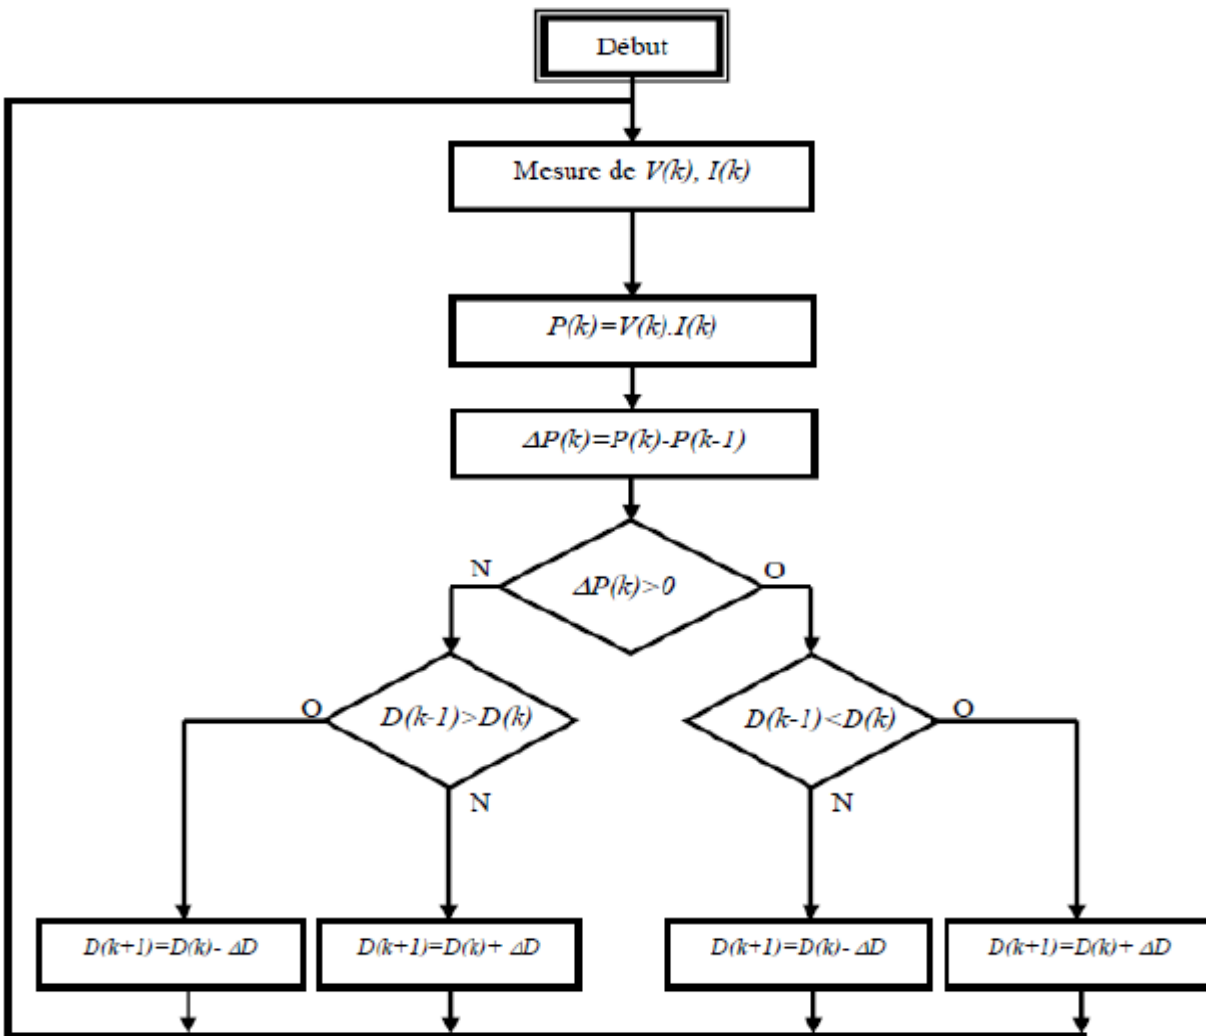 Début
Mesure de V(k), I(k)
P(k)=V(k).I(k)
ΔP(k)=P(k)-P(k-1)
N
ΔP(k)>0
O
O
D(k-1)>D(k)
N
D(k-1)<D(k)
O
N
D(k+1)=D(k)- ΔD
D(k+1)=D(k)+ ΔD
D(k+1)=D(k)- ΔD
D(k+1)=D(k)+ ΔD